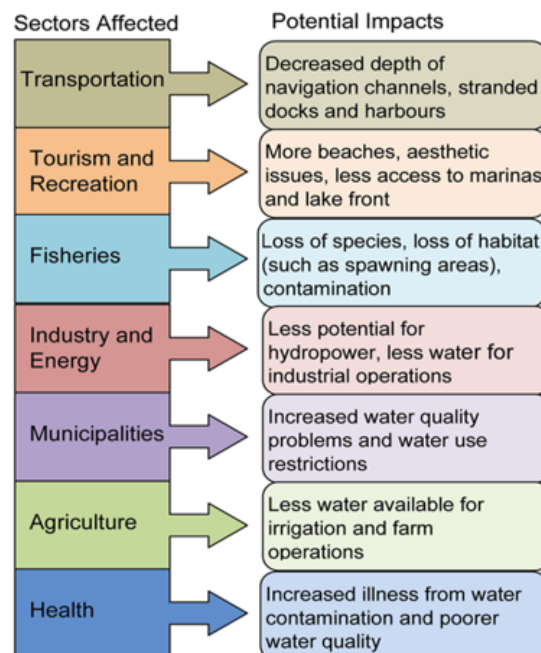 Sectors Affected
Potential Impacts
Transportation
Decreased depth of
navigation channels, stranded
docks and harbours
Tourism and
Recreation
More beaches, aesthetic
issues, less access to marinas
and lake front
Fisheries
Loss of species, loss of habitat
(such as spawning areas),
contamination
Industry and
Energy
Less potential for
hydropower, less water for
industrial operations
Municipalities
Increased water quality
problems and water use
restrictions
Agriculture
Less water available for
irrigation and farm
operations
Health
Increased illness from water
contamination and poorer
water quality